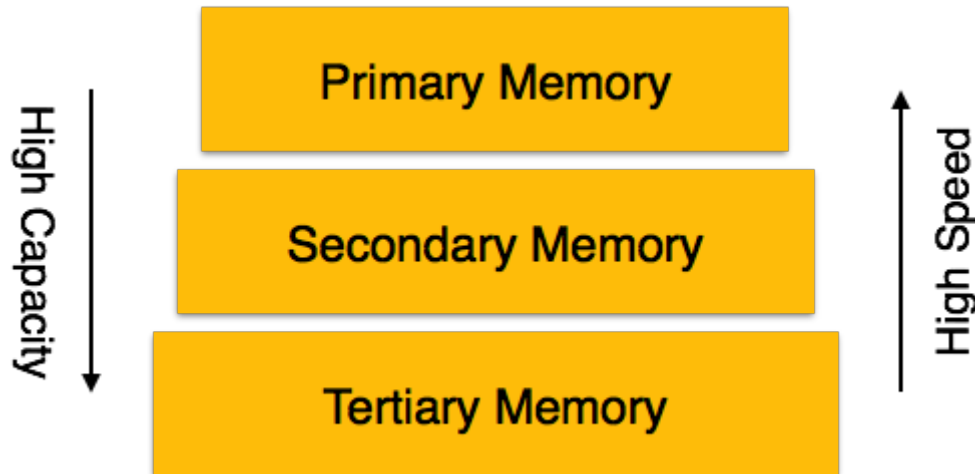 Primary Memory
High Capacity
High Speed
Secondary Memory
Tertiary Memory